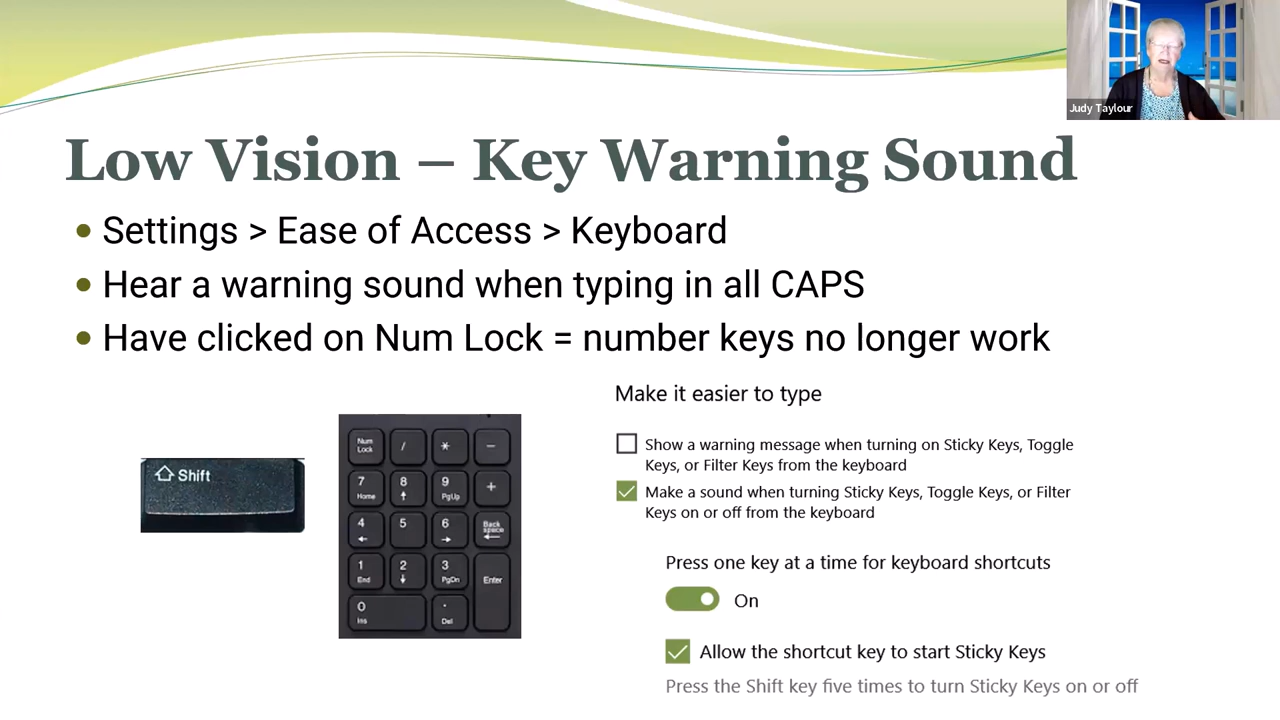 Judy Taylour
Low Vision – Key Warning Sound
• Settings > Ease of Access > Keyboard
• Hear a warning sound when typing in all CAPS
• Have clicked on Num Lock = number keys no longer work
Make it easier to type
Show a warning message when turning on Sticky Keys, Toggle
Keys, or Filter Keys from the keyboard
Make a sound when turning Sticky Keys, Toggle Keys, or Filter
Keys on or off from the keyboard
Press one key at a time for keyboard shortcuts
On
Allow the shortcut key to start Sticky Keys
Press the Shift key five times to turn Sticky Keys on or off
Shift
Num
Lock
/ * −
7 8 9 +
Home PgUp
4 5 6 Back
space
1 2 3
End PgDn Enter
0 .
Ins Del